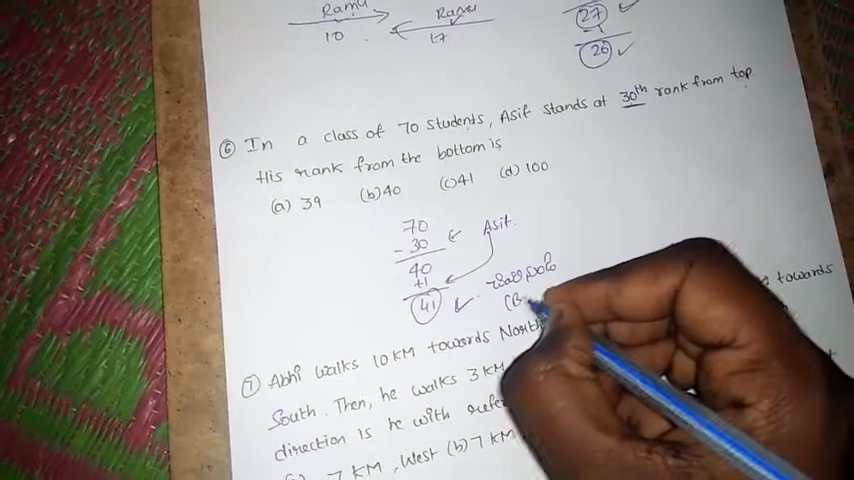 Ramu Ramu
10 17
27
-1
26
⑥ In a class of 70 students, Asif stands at 30th rank from top.
His rank from the bottom is
(a) 39 (b) 40 (c) 41 (d) 100
70
- 30 Asif.
40
+1
41
(B
⑦ Abhi walks 10 KM towards North
towards
South. Then, he walks 3 KM
direction is he with
7 KM, West (b) 7 KM